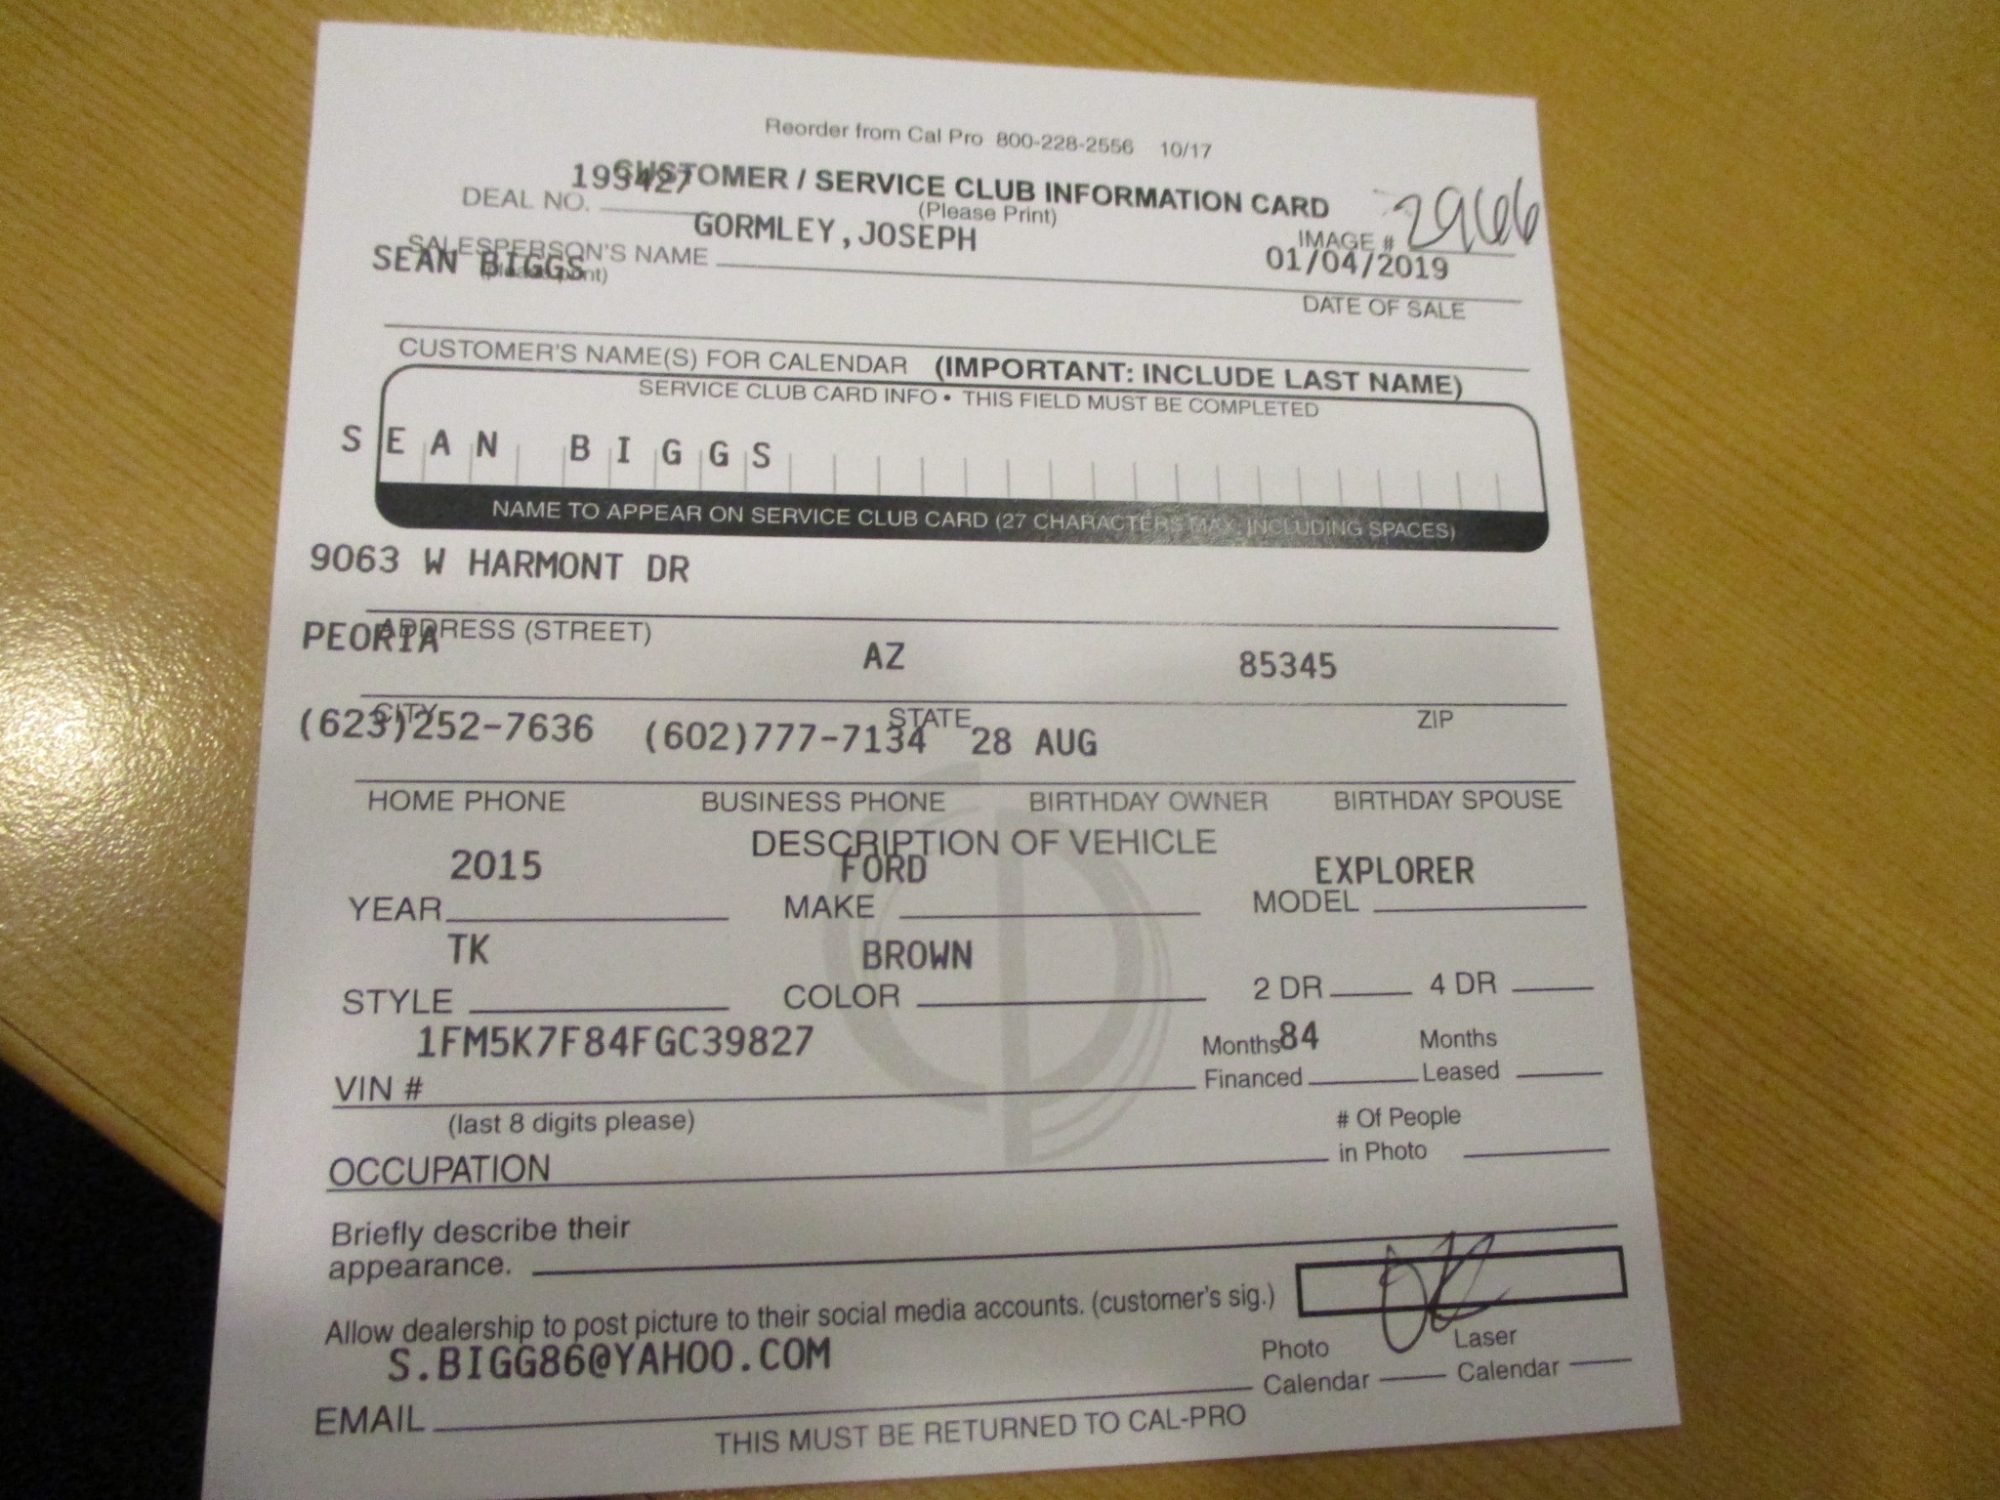 Reorder from Cal Pro 800-228-2556 10/17
CUSTOMER / SERVICE CLUB INFORMATION CARD
(Please Print)
DEAL NO. 193427
IMAGE # 2966
GORMLEY,JOSEPH
SALESPERSON'S NAME
(please print)
01/04/2019
DATE OF SALE
SEAN BIGGS
CUSTOMER'S NAME(S) FOR CALENDAR (IMPORTANT: INCLUDE LAST NAME)
SERVICE CLUB CARD INFO • THIS FIELD MUST BE COMPLETED
SEAN BIGGS
NAME TO APPEAR ON SERVICE CLUB CARD (27 CHARACTERS MAX, INCLUDING SPACES)
9063 W HARMONT DR
ADDRESS (STREET)
PEORIA AZ 85345
CITY STATE ZIP
(623)252-7636 (602)777-7134 28 AUG
HOME PHONE BUSINESS PHONE BIRTHDAY OWNER BIRTHDAY SPOUSE
DESCRIPTION OF VEHICLE
2015 FORD EXPLORER
YEAR MAKE MODEL
TK BROWN
STYLE COLOR 2 DR 4 DR
1FM5K7F84FGC39827 Months 84 Months
VIN # Financed Leased
(last 8 digits please) # Of People
OCCUPATION in Photo
Briefly describe their
appearance.
Allow dealership to post picture to their social media accounts. (customer's sig.)
S.BIGG86@YAHOO.COM Photo Laser
EMAIL Calendar Calendar
THIS MUST BE RETURNED TO CAL-PRO